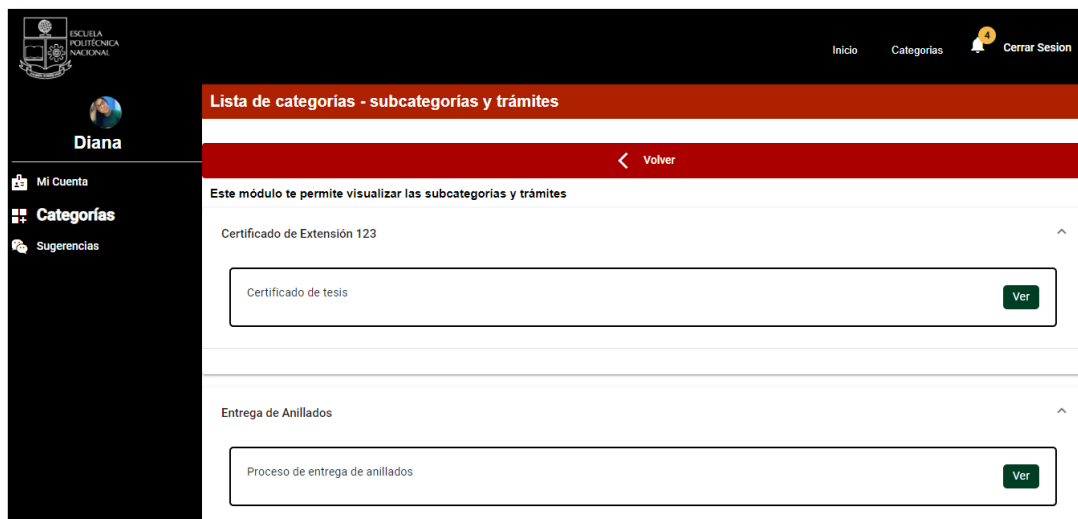 ESCUELA
POLITÉCNICA
NACIONAL
Inicio
Categorias
4
Cerrar Sesion
Diana
Mi Cuenta
Categorías
Sugerencias
Lista de categorías - subcategorías y trámites
Volver
Este módulo te permite visualizar las subcategorías y trámites
Certificado de Extensión 123
Certificado de tesis
Ver
Entrega de Anillados
Proceso de entrega de anillados
Ver